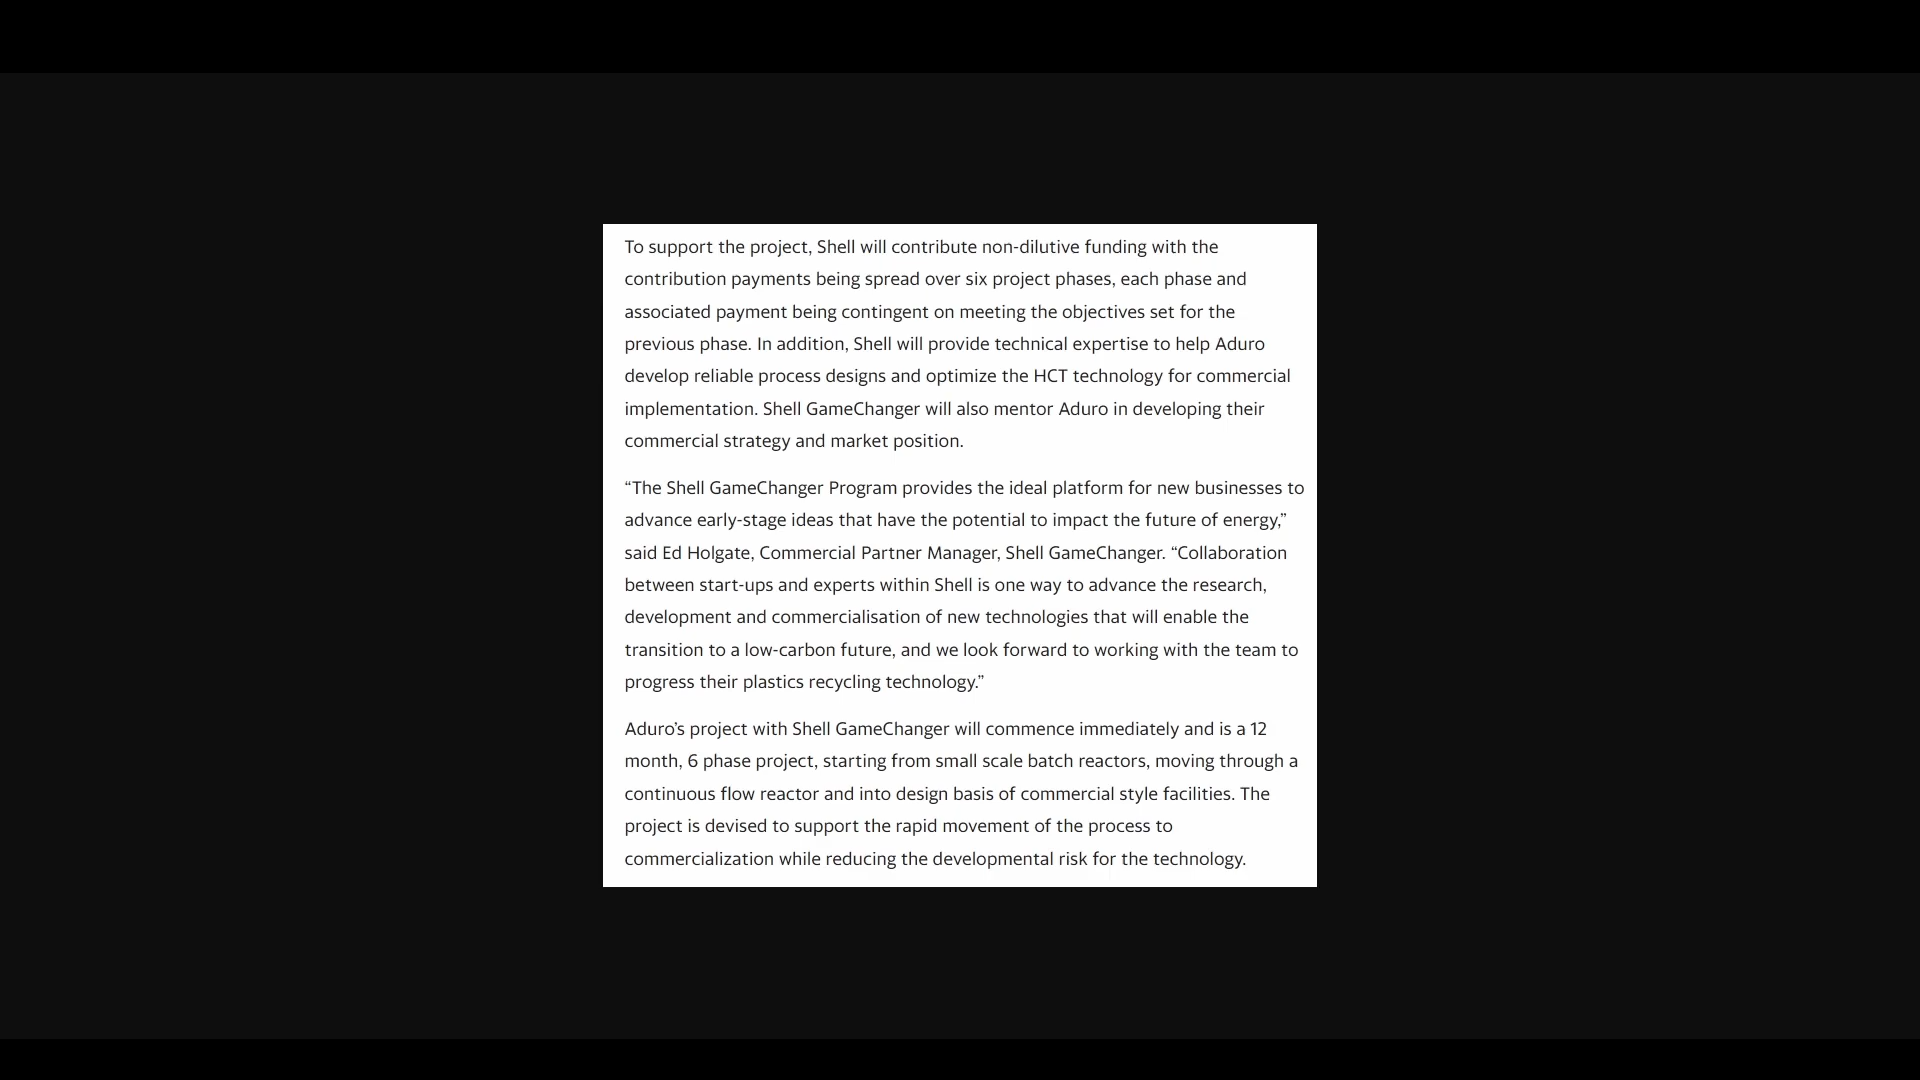 To support the project, Shell will contribute non-dilutive funding with the
contribution payments being spread over six project phases, each phase and
associated payment being contingent on meeting the objectives set for the
previous phase. In addition, Shell will provide technical expertise to help Aduro
develop reliable process designs and optimize the HCT technology for commercial
implementation. Shell GameChanger will also mentor Aduro in developing their
commercial strategy and market position.
“The Shell GameChanger Program provides the ideal platform for new businesses to
advance early-stage ideas that have the potential to impact the future of energy,”
said Ed Holgate, Commercial Partner Manager, Shell GameChanger. “Collaboration
between start-ups and experts within Shell is one way to advance the research,
development and commercialisation of new technologies that will enable the
transition to a low-carbon future, and we look forward to working with the team to
progress their plastics recycling technology.”
Aduro’s project with Shell GameChanger will commence immediately and is a 12
month, 6 phase project, starting from small scale batch reactors, moving through a
continuous flow reactor and into design basis of commercial style facilities. The
project is devised to support the rapid movement of the process to
commercialization while reducing the developmental risk for the technology.